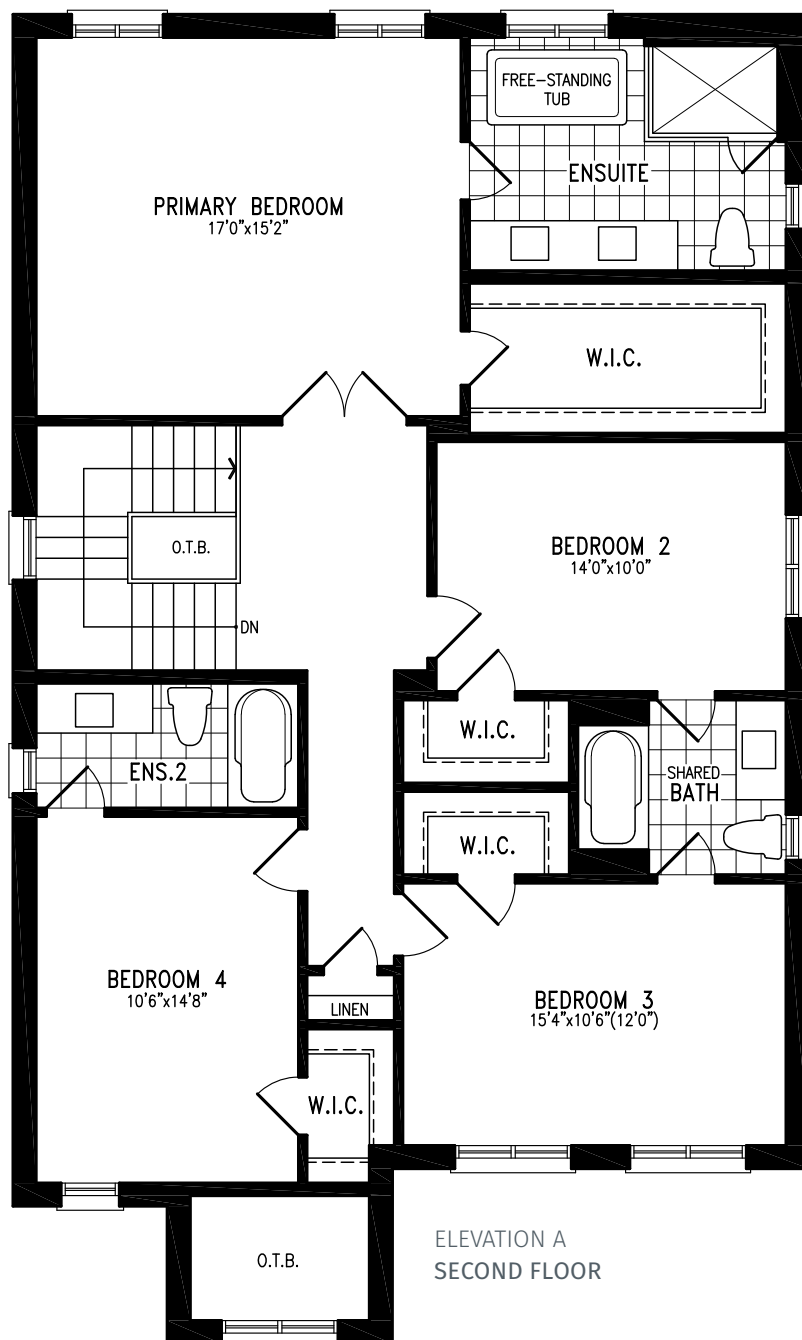 FREE-STANDING
TUB
ENSUITE
PRIMARY BEDROOM
17'0"x15'2"
W.I.C.
O.T.B.
BEDROOM 2
14'0"x10'0"
DN
W.I.C.
ENS.2
SHARED
BATH
W.I.C.
BEDROOM 4
10'6"x14'8"
BEDROOM 3
15'4"x10'6"(12'0")
LINEN
W.I.C.
O.T.B.
ELEVATION A
SECOND FLOOR